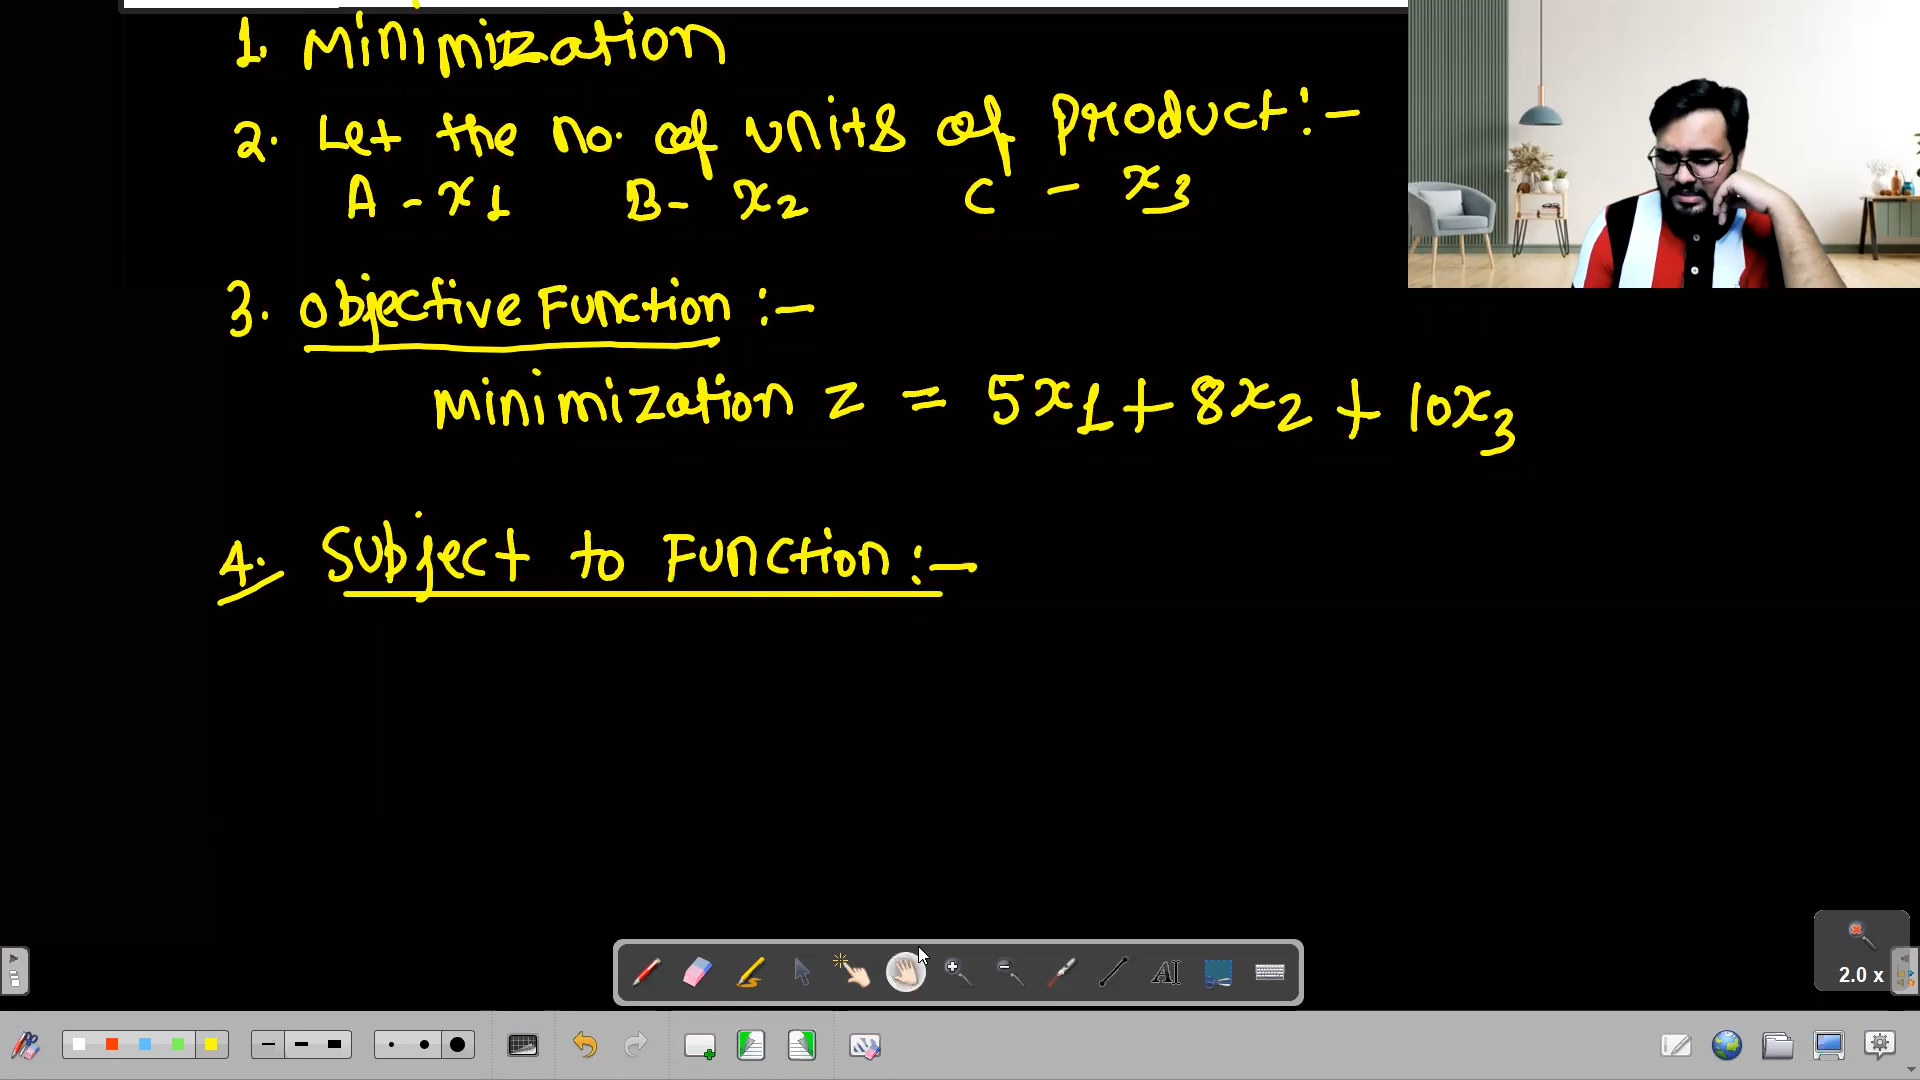 1. Minimization
2. Let the no. of units of product:-
A - x1 B- x2 C - x3
3. Objective Function :-
minimization z = 5x1 + 8x2 + 10x3
4. Subject to Function :-
AI
2.0 x